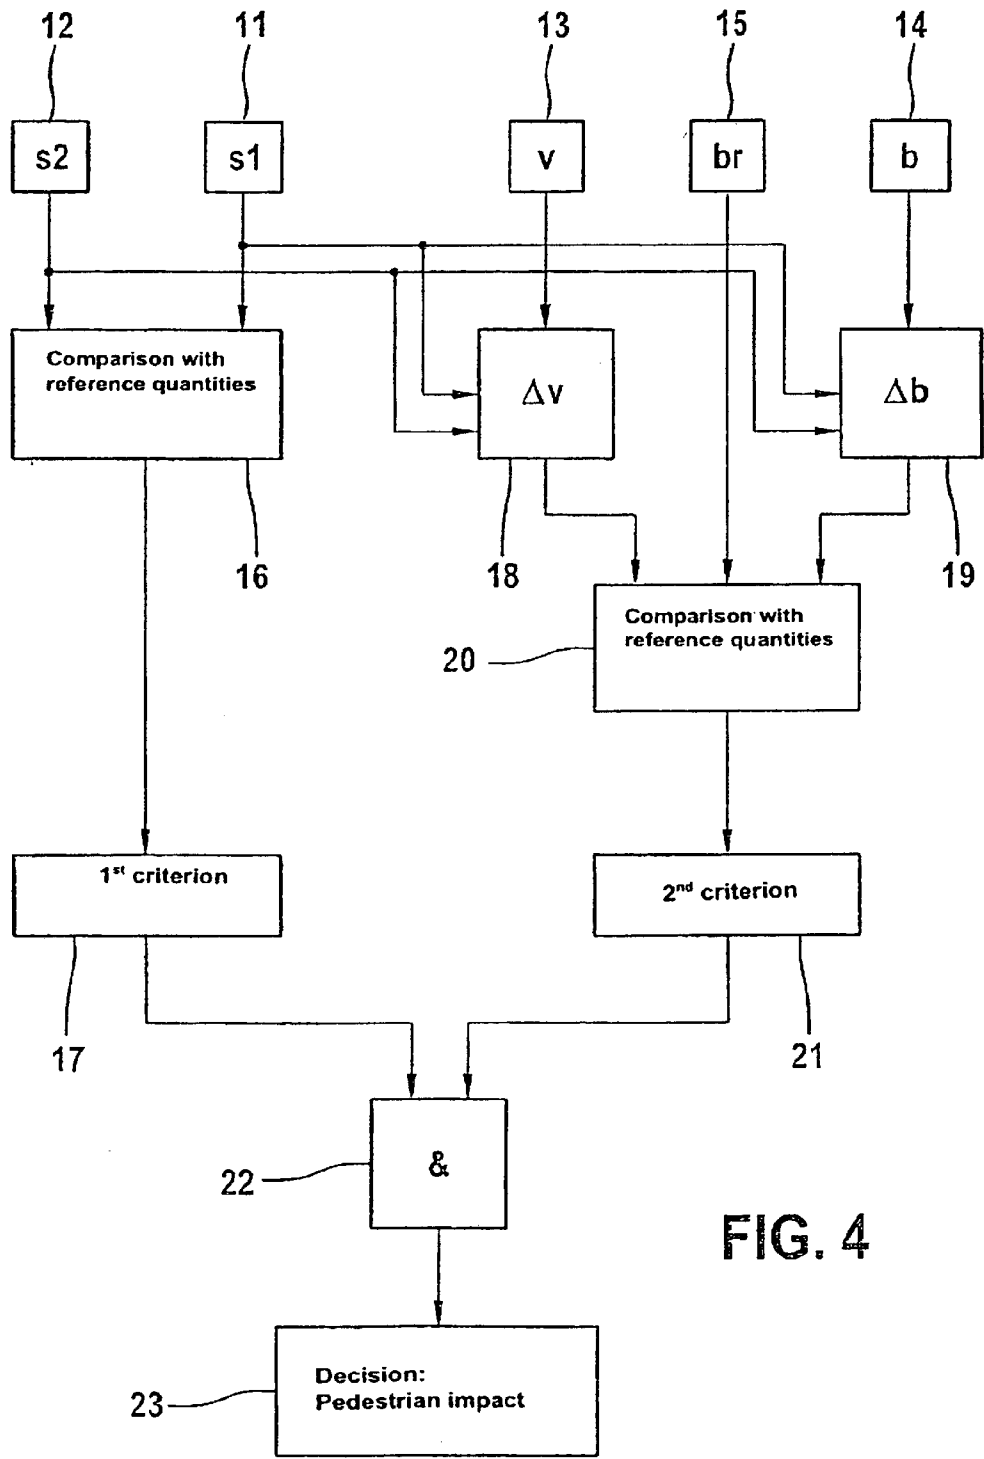 12 11 13 15 14
s2 s1 v br b
Comparison with
reference quantities
Δv
Δb
16 18 19
Comparison with
reference quantities
20
1st criterion
2nd criterion
17 21
&
22
FIG. 4
Decision:
Pedestrian impact
23